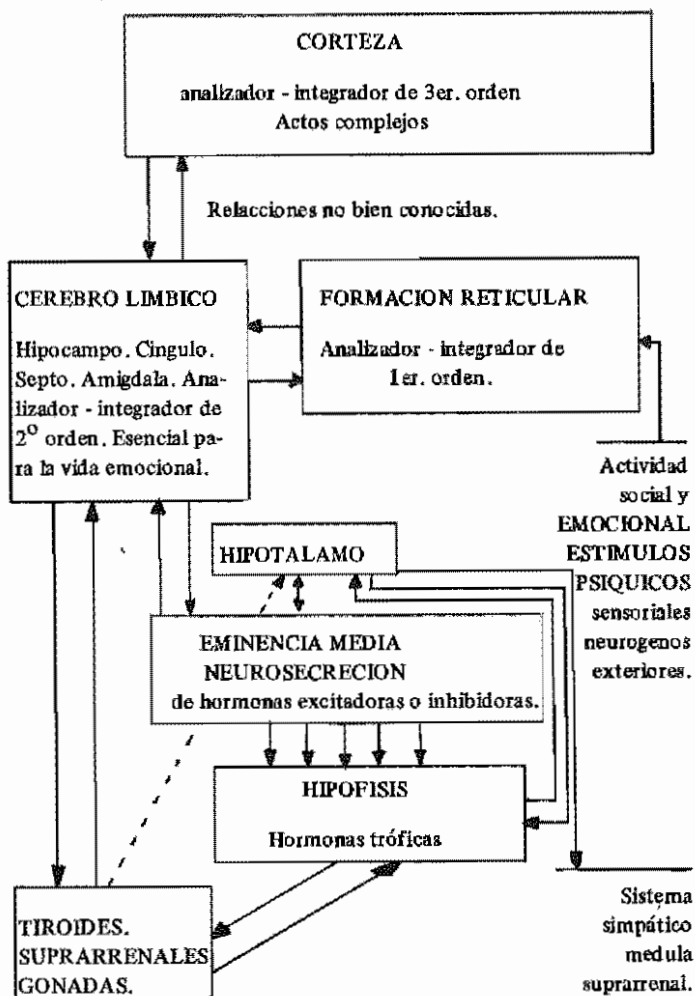 CORTEZA
analizador - integrador de 3er. orden
Actos complejos
Relacciones no bien conocidas.
CEREBRO LIMBICO
Hipocampo. Cingulo.
Septo. Amigdala. Ana-
lizador - integrador de
2º orden. Esencial pa-
ra la vida emocional.
FORMACION RETICULAR
Analizador - integrador de
1er. orden.
Actividad
social y
EMOCIONAL
ESTIMULOS
PSIQUICOS
sensoriales
neurogenos
exteriores.
HIPOTALAMO
EMINENCIA MEDIA
NEUROSECRECION
de hormonas excitadoras o inhibidoras.
HIPOFISIS
Hormonas tróficas
TIROIDES.
SUPRARRENALES
GONADAS.
Sistema
simpático
medula
suprarrenal.